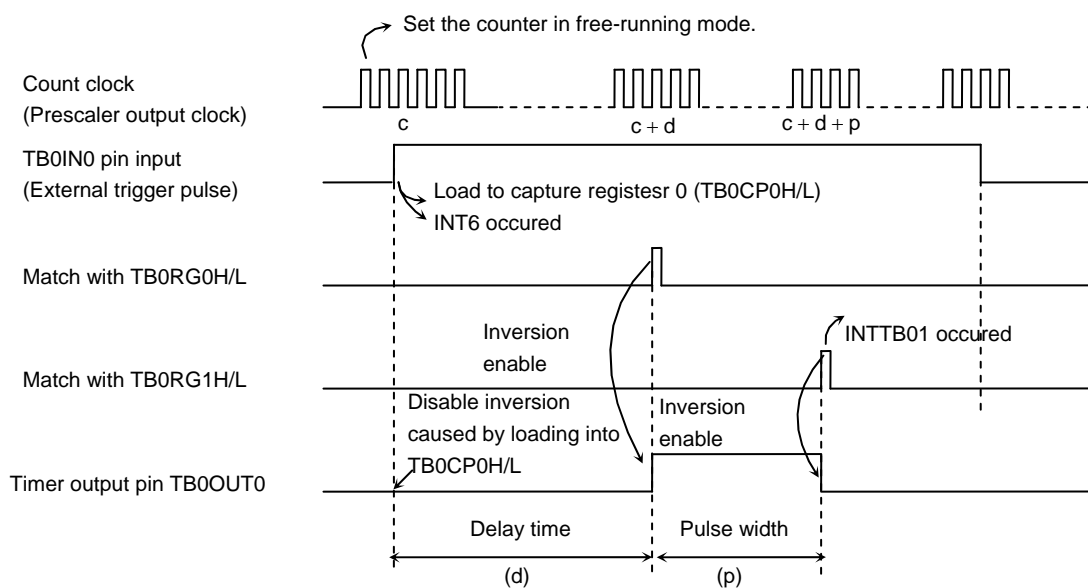 Set the counter in free-running mode.
Count clock
(Prescaler output clock)
c
c + d
c + d + p
TB0IN0 pin input
(External trigger pulse)
Load to capture registesr 0 (TB0CP0H/L)
INT6 occured
Match with TB0RG0H/L
Inversion
enable
INTTB01 occured
Match with TB0RG1H/L
Disable inversion
caused by loading into
TB0CP0H/L
Inversion
enable
Timer output pin TB0OUT0
Delay time
Pulse width
(d)
(p)